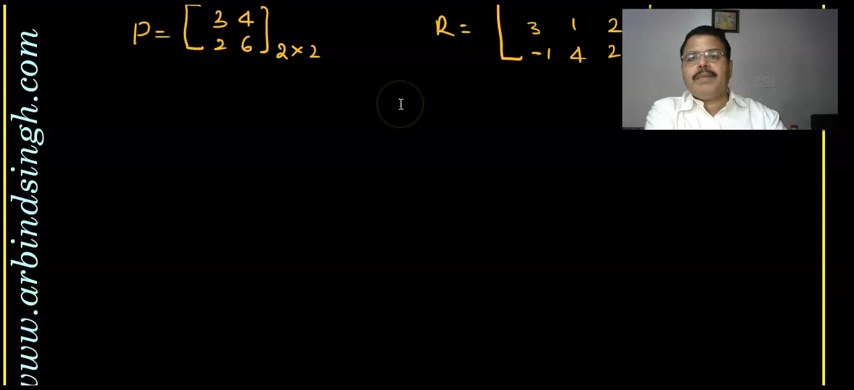 www.arbindsingh.com
P = [ 3 4
2 6 ] 2×2
R = [ 3 1 2
-1 4 2